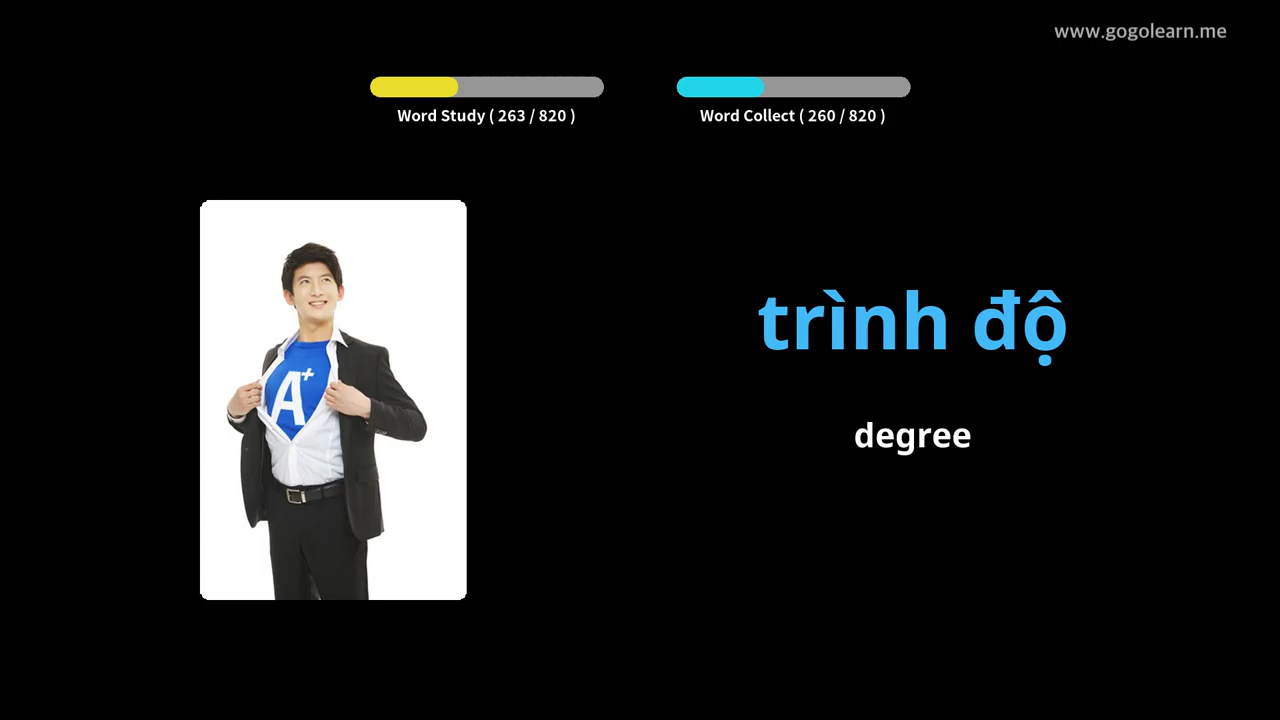 www.gogolearn.me
Word Study ( 263 / 820 )
Word Collect ( 260 / 820 )
A+
trình độ
degree